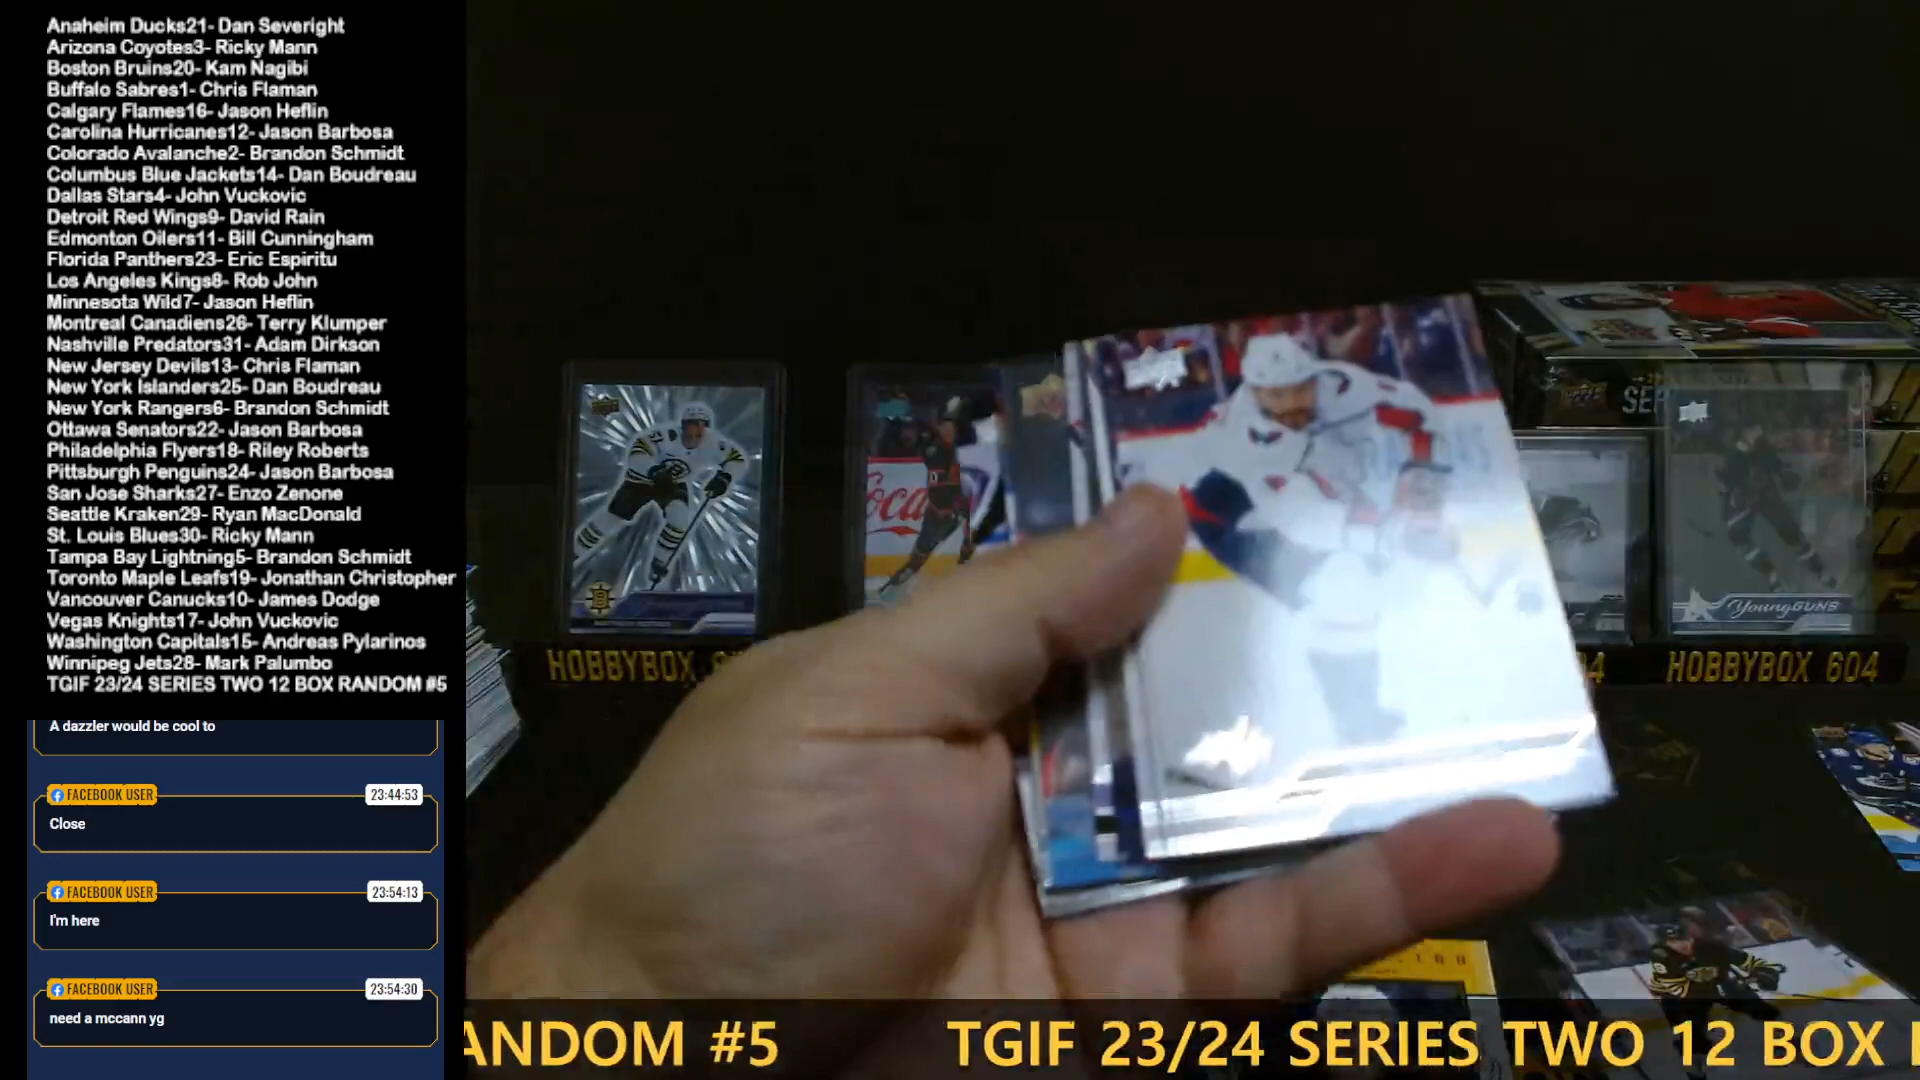 Anaheim Ducks21- Dan Severight
Arizona Coyotes3- Ricky Mann
Boston Bruins20- Kam Nagibi
Buffalo Sabres1- Chris Flaman
Calgary Flames16- Jason Heflin
Carolina Hurricanes12- Jason Barbosa
Colorado Avalanche2- Brandon Schmidt
Columbus Blue Jackets14- Dan Boudreau
Dallas Stars4- John Vuckovic
Detroit Red Wings9- David Rain
Edmonton Oilers11- Bill Cunningham
Florida Panthers23- Eric Espiritu
Los Angeles Kings8- Rob John
Minnesota Wild7- Jason Heflin
Montreal Canadiens26- Terry Klumper
Nashville Predators31- Adam Dirkson
New Jersey Devils13- Chris Flaman
New York Islanders25- Dan Boudreau
New York Rangers6- Brandon Schmidt
Ottawa Senators22- Jason Barbosa
Philadelphia Flyers18- Riley Roberts
Pittsburgh Penguins24- Jason Barbosa
San Jose Sharks27- Enzo Zenone
Seattle Kraken29- Ryan MacDonald
St. Louis Blues30- Ricky Mann
Tampa Bay Lightning5- Brandon Schmidt
Toronto Maple Leafs19- Jonathan Christopher
Vancouver Canucks10- James Dodge
Vegas Knights17- John Vuckovic
Washington Capitals15- Andreas Pylarinos
Winnipeg Jets28- Mark Palumbo
TGIF 23/24 SERIES TWO 12 BOX RANDOM #5
A dazzler would be cool to
FACEBOOK USER 23:44:53
Close
FACEBOOK USER 23:54:13
I'm here
FACEBOOK USER 23:54:30
need a mccann yg
Coca
Young GUNS
HOBBYBOX
HOBBYBOX 604
ANDOM #5 TGIF 23/24 SERIES TWO 12 BOX